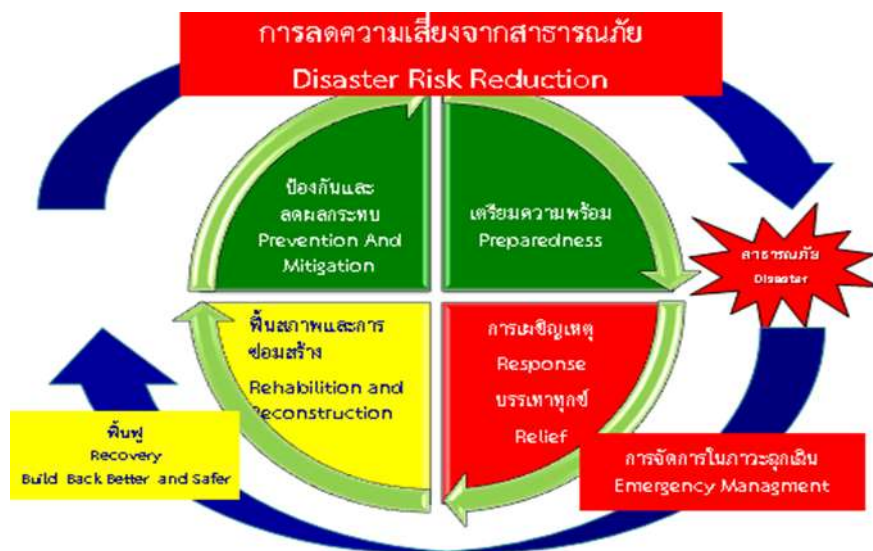 การลดความเสี่ยงจากสาธารณภัย
Disaster Risk Reduction
ป้องกันและ
ลดผลกระทบ
Prevention And
Mitigation
เตรียมความพร้อม
Preparedness
สาธารณภัย
Disaster
ฟื้นสภาพและการ
ซ่อมสร้าง
Rehabilition and
Reconstruction
การเผชิญเหตุ
Response
บรรเทาทุกข์
Relief
ฟื้นฟู
Recovery
Build Back Better and Safer
การจัดการในภาวะฉุกเฉิน
Emergency Managment